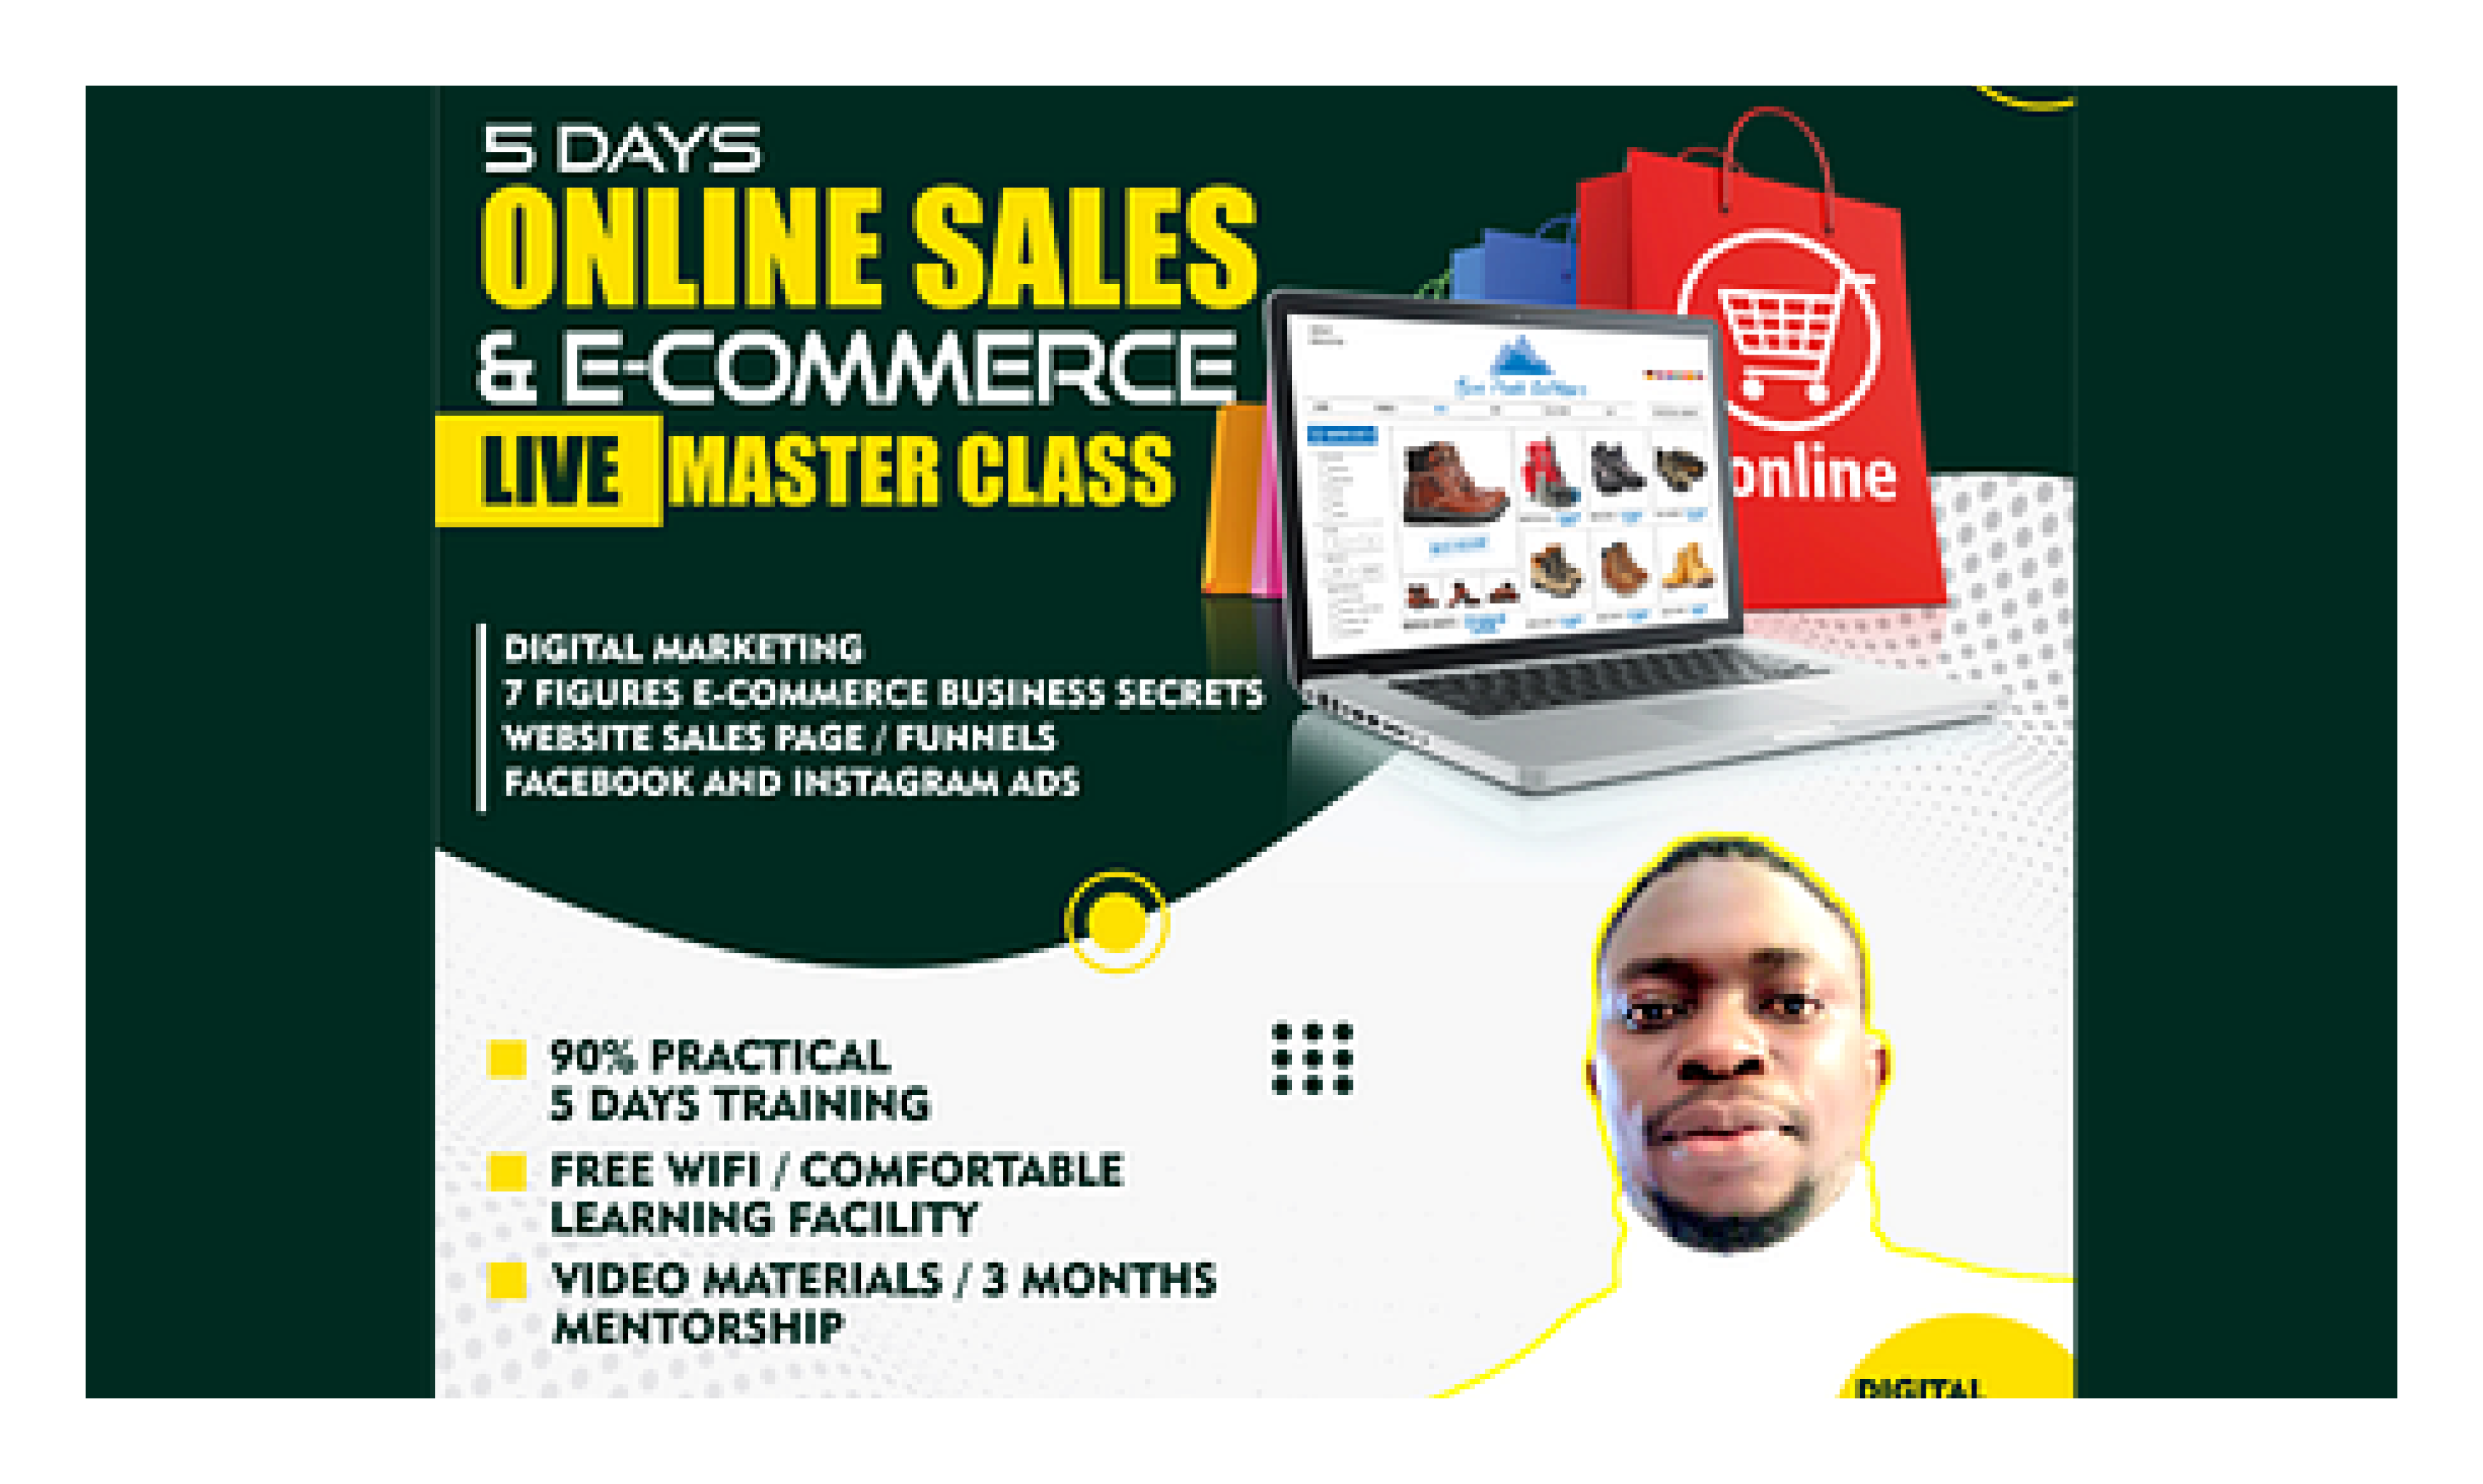 5 DAYS
ONLINE SALES
& E-COMMERCE
LIVE MASTER CLASS
online
DIGITAL MARKETING
7 FIGURES E-COMMERCE BUSINESS SECRETS
WEBSITE SALES PAGE / FUNNELS
FACEBOOK AND INSTAGRAM ADS
90% PRACTICAL
5 DAYS TRAINING
FREE WIFI / COMFORTABLE
LEARNING FACILITY
VIDEO MATERIALS / 3 MONTHS
MENTORSHIP
DIGITAL